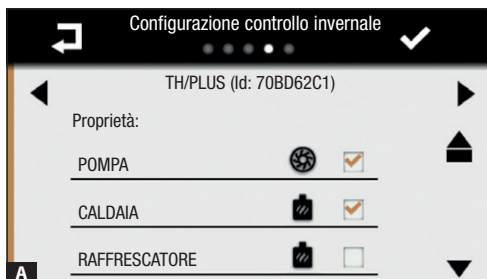 Configurazione controllo invernale
TH/PLUS (Id: 70BD62C1)
Proprietà:
POMPA
CALDAIA
RAFFRESCATORE
A